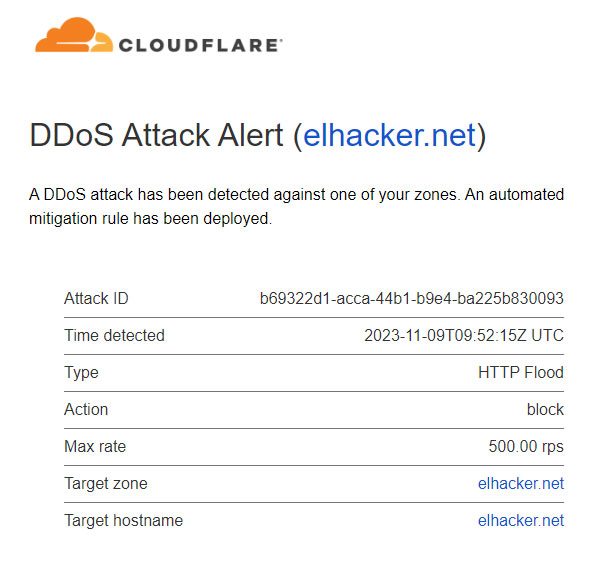 CLOUDFLARE
DDoS Attack Alert (elhacker.net)
A DDoS attack has been detected against one of your zones. An automated
mitigation rule has been deployed.
Attack ID b69322d1-acca-44b1-b9e4-ba225b830093
Time detected 2023-11-09T09:52:15Z UTC
Type HTTP Flood
Action block
Max rate 500.00 rps
Target zone elhacker.net
Target hostname elhacker.net